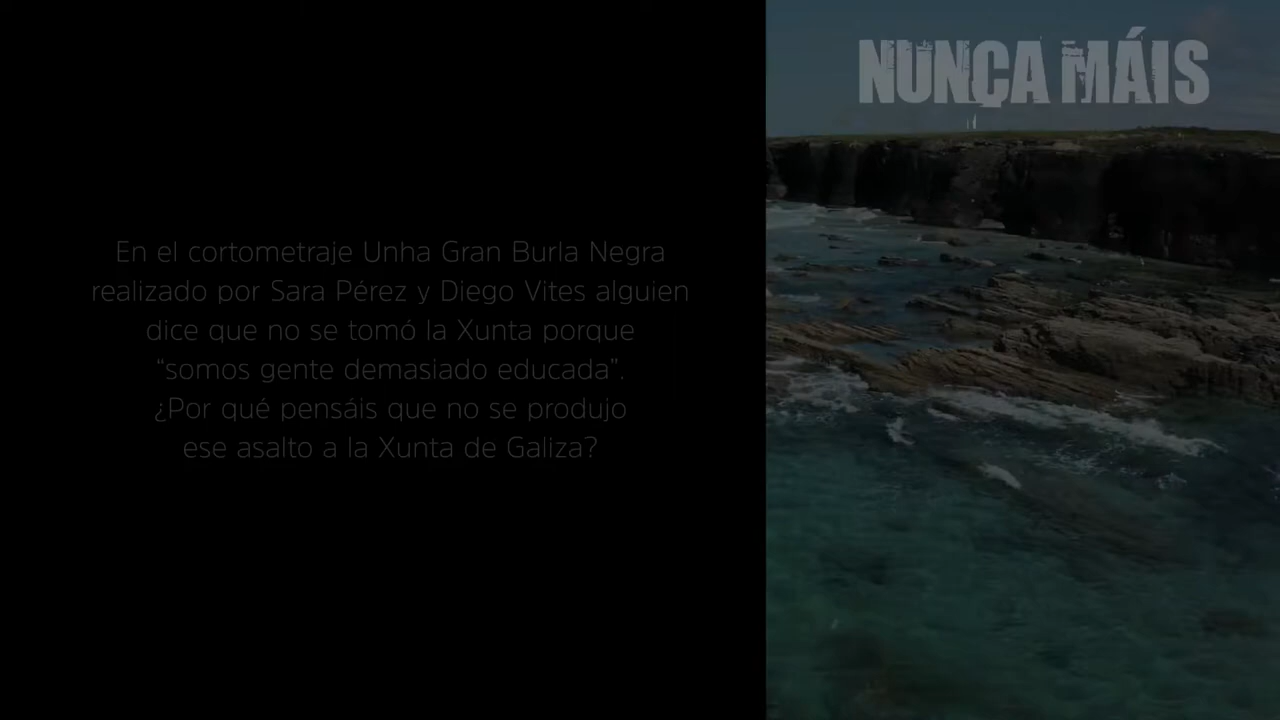 En el cortometraje Unha Gran Burla Negra
realizado por Sara Pérez y Diego Vites alguien
dice que no se tomó la Xunta porque
“somos gente demasiado educada”.
¿Por qué pensáis que no se produjo
ese asalto a la Xunta de Galiza?
NUNCA MÁIS